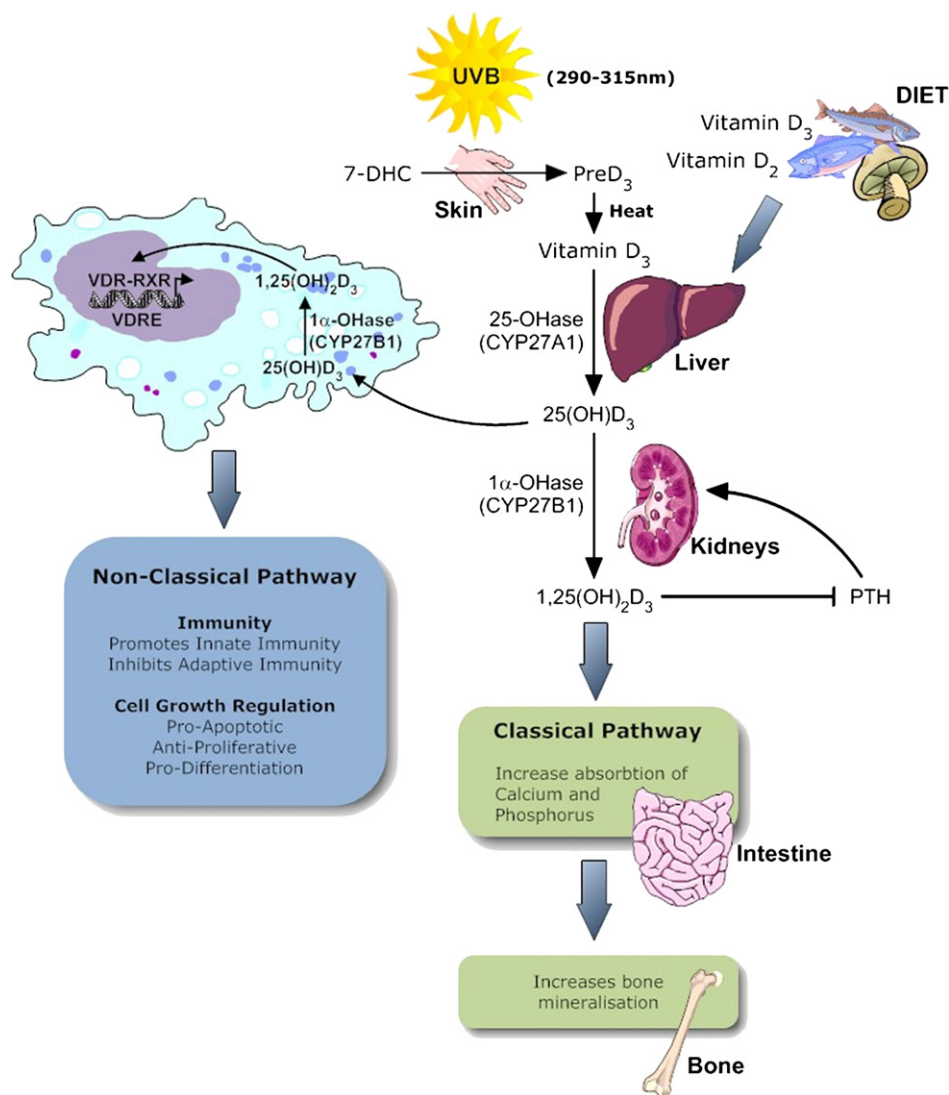 UVB
(290-315nm)
DIET
Vitamin D3
Vitamin D2
7-DHC
PreD3
Skin
Heat
Vitamin D3
25-OHase
(CYP27A1)
Liver
25(OH)D3
1α-OHase
(CYP27B1)
Kidneys
1,25(OH)2D3
PTH
VDR-RXR
VDRE
1,25(OH)2D3
1α-OHase
(CYP27B1)
25(OH)D3
Non-Classical Pathway
Immunity
Promotes Innate Immunity
Inhibits Adaptive Immunity
Cell Growth Regulation
Pro-Apoptotic
Anti-Proliferative
Pro-Differentiation
Classical Pathway
Increase absorbtion of
Calcium and
Phosphorus
Intestine
Increases bone
mineralisation
Bone